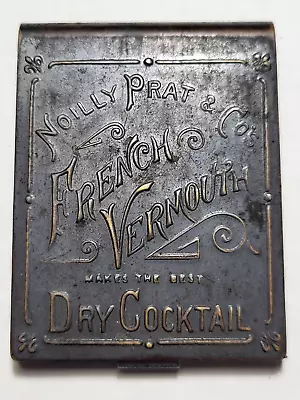 NOILLY PRAT & CO'S
FRENCH
VERMOUTH
MAKES THE BEST
DRY COCKTAIL